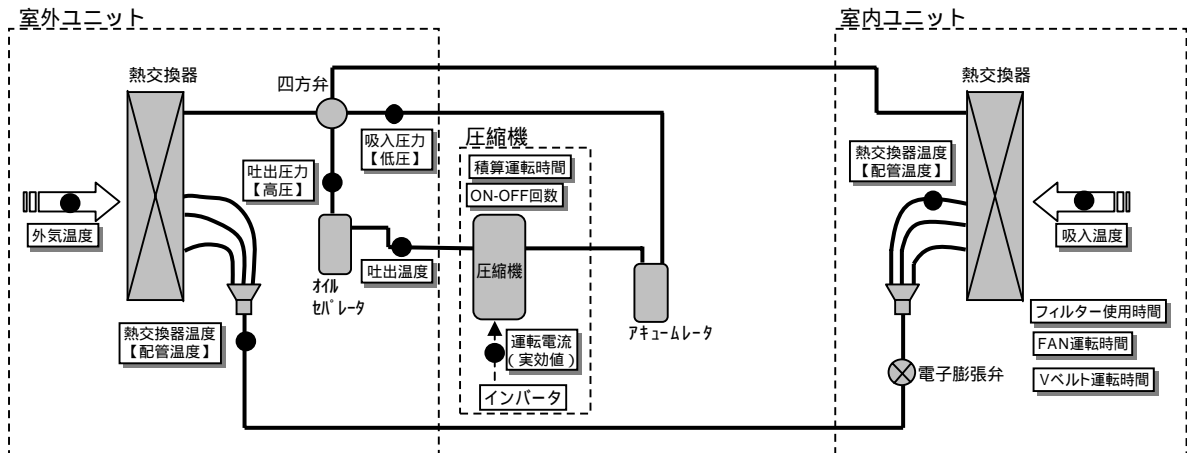 室外ユニット
室内ユニット
熱交換器
四方弁
吸入圧力
【低圧】
圧縮機
積算運転時間
ON-OFF回数
吐出圧力
【高圧】
外気温度
吐出温度
圧縮機
ｵｲﾙ
ｾﾊﾟﾚｰﾀ
熱交換器温度
【配管温度】
運転電流
(実効値)
インバータ
ｱｷｭｰﾑﾚｰﾀ
熱交換器
熱交換器温度
【配管温度】
吸入温度
フィルター使用時間
FAN運転時間
Vベルト運転時間
電子膨張弁